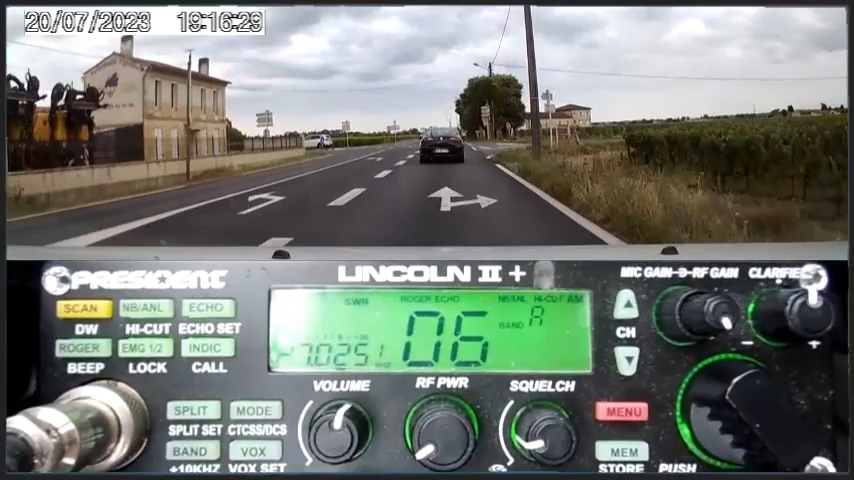 20/07/2023 19:16:29
PRESIDENT LINCOLN II + MIC GAIN RF GAIN CLARIFIER
SCAN NB/ANL ECHO
DW HI-CUT ECHO SET
ROGER EMG 1/2 INDIC
BEEP LOCK CALL
SWR ROGER ECHO NB/ANL HI-CUT AM
06 BAND A
CH
VOLUME RF PWR SQUELCH
SPLIT MODE
SPLIT SET CTCSS/DCS
BAND VOX
+10KHZ VOX SET
MENU
MEM
STORE PUSH